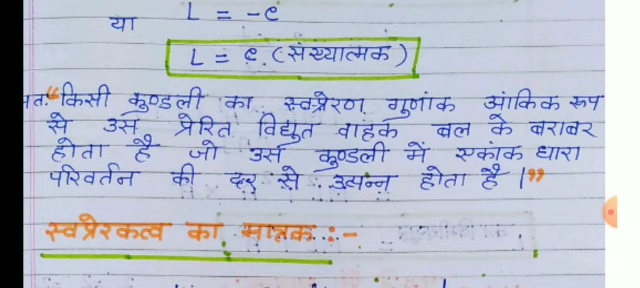 या L = -e
L = e (संख्यात्मक)
अतः "किसी कुण्डली का स्वप्रेरण गुणांक आंकिक रूप
से उस प्रेरित विद्युत वाहक बल के बराबर
होता है जो उस कुण्डली में एकांक धारा
परिवर्तन की दर से उत्पन्न होता है।"
स्वप्रेरकत्व का मात्रक :-